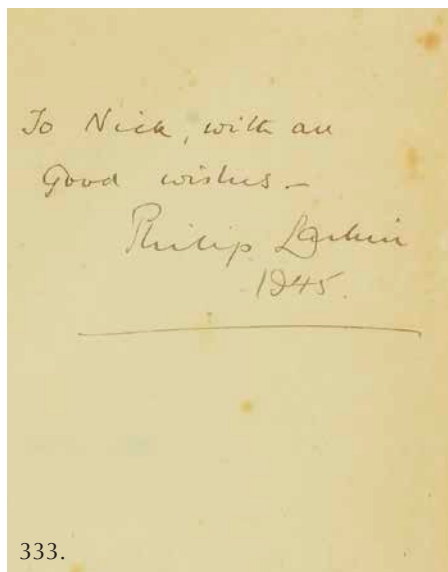 To Nick, with all
Good wishes –
Philip Larkin
1945.
333.